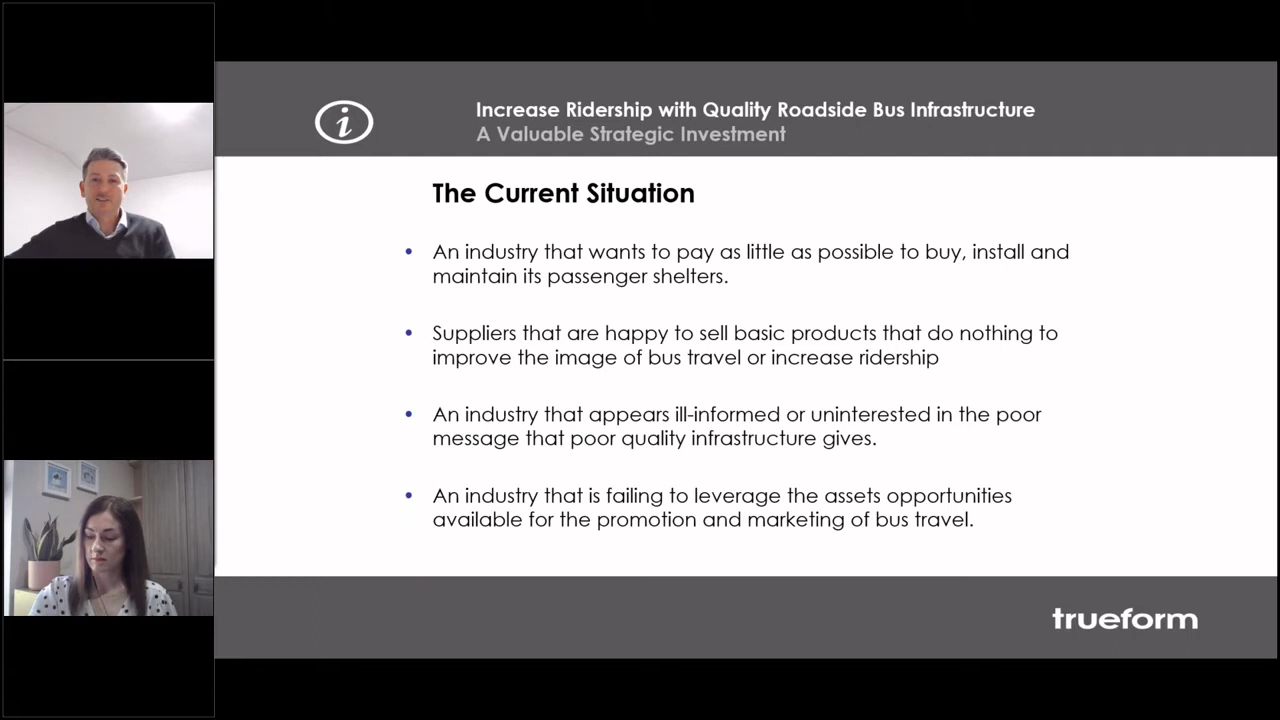 i
Increase Ridership with Quality Roadside Bus Infrastructure
A Valuable Strategic Investment
The Current Situation
• An industry that wants to pay as little as possible to buy, install and
maintain its passenger shelters.
• Suppliers that are happy to sell basic products that do nothing to
improve the image of bus travel or increase ridership
• An industry that appears ill-informed or uninterested in the poor
message that poor quality infrastructure gives.
• An industry that is failing to leverage the assets opportunities
available for the promotion and marketing of bus travel.
trueform